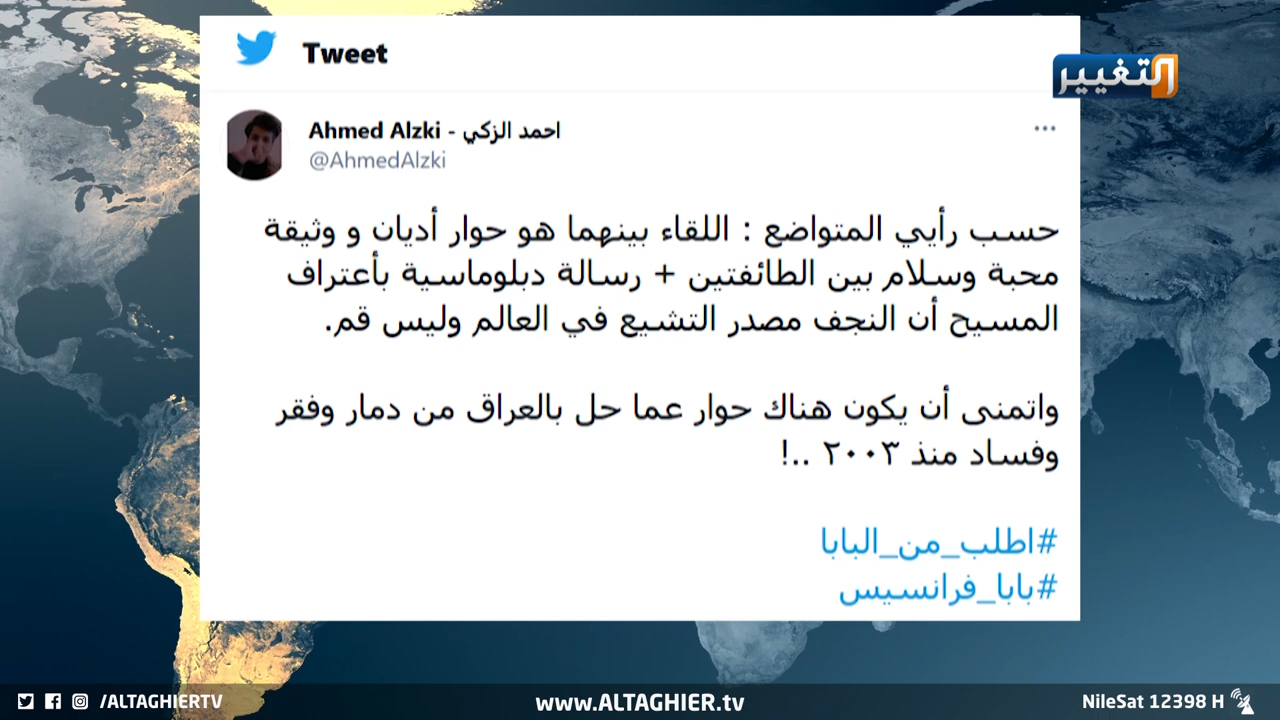 Tweet
التغيير
Ahmed Alzki - احمد الزكي
@AhmedAlzki
حسب رأيي المتواضع : اللقاء بينهما هو حوار أديان و وثيقة
محبة وسلام بين الطائفتين + رسالة دبلوماسية بأعتراف
المسيح أن النجف مصدر التشيع في العالم وليس قم.
واتمنى أن يكون هناك حوار عما حل بالعراق من دمار وفقر
وفساد منذ ٢٠٠٣ ..!
#اطلب_من_البابا
#بابا_فرانسيس
/ALTAGHIERTV
www.ALTAGHIER.tv
NileSat 12398 H